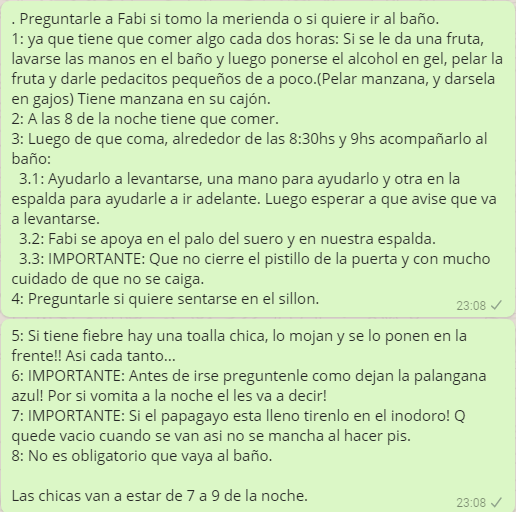 . Preguntarle a Fabi si tomo la merienda o si quiere ir al baño.
1: ya que tiene que comer algo cada dos horas: Si se le da una fruta,
lavarse las manos en el baño y luego ponerse el alcohol en gel, pelar la
fruta y darle pedacitos pequeños de a poco.(Pelar manzana, y darsela
en gajos) Tiene manzana en su cajón.
2: A las 8 de la noche tiene que comer.
3: Luego de que coma, alrededor de las 8:30hs y 9hs acompañarlo al
baño:
3.1: Ayudarlo a levantarse, una mano para ayudarlo y otra en la
espalda para ayudarle a ir adelante. Luego esperar a que avise que va
a levantarse.
3.2: Fabi se apoya en el palo del suero y en nuestra espalda.
3.3: IMPORTANTE: Que no cierre el pistillo de la puerta y con mucho
cuidado de que no se caiga.
4: Preguntarle si quiere sentarse en el sillon.
23:08 ✓
5: Si tiene fiebre hay una toalla chica, lo mojan y se lo ponen en la
frente!! Asi cada tanto...
6: IMPORTANTE: Antes de irse preguntenle como dejan la palangana
azul! Por si vomita a la noche el les va a decir!
7: IMPORTANTE: Si el papagayo esta lleno tirenlo en el inodoro! Q
quede vacio cuando se van asi no se mancha al hacer pis.
8: No es obligatorio que vaya al baño.
Las chicas van a estar de 7 a 9 de la noche.
23:08 ✓